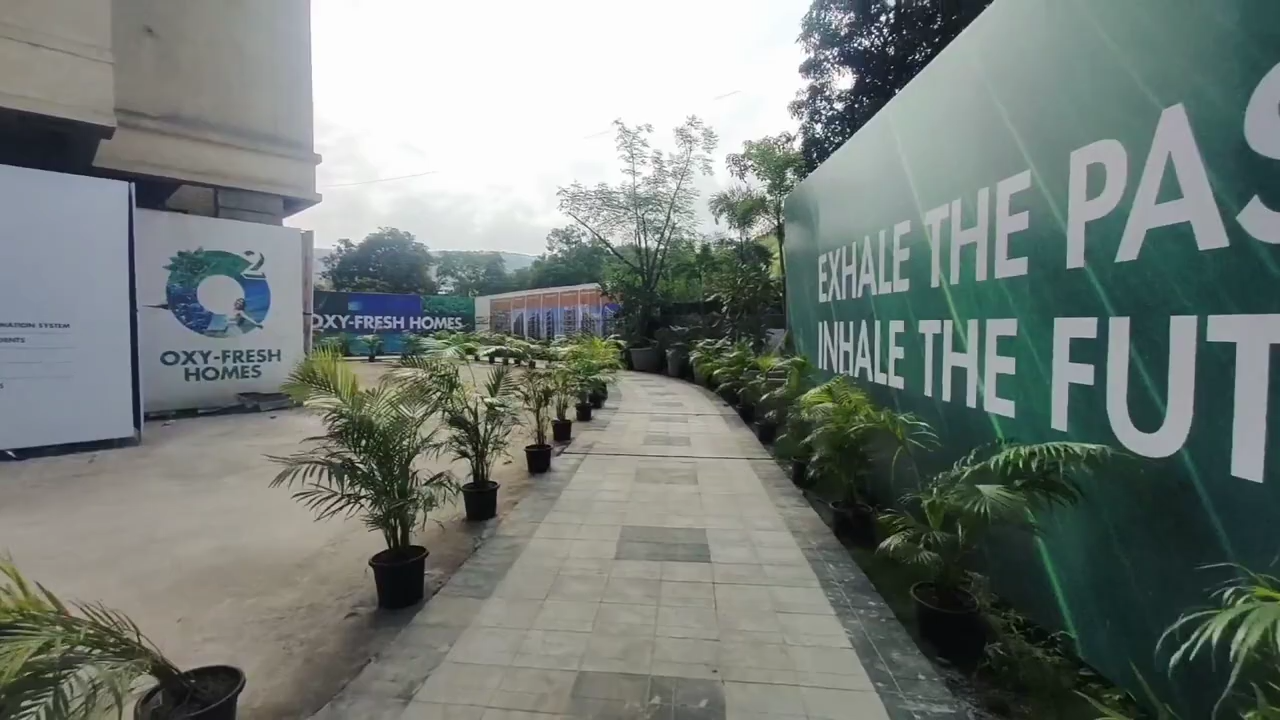 2
OXY-FRESH
HOMES
OXY-FRESH HOMES
EXHALE THE PAS
INHALE THE FUT